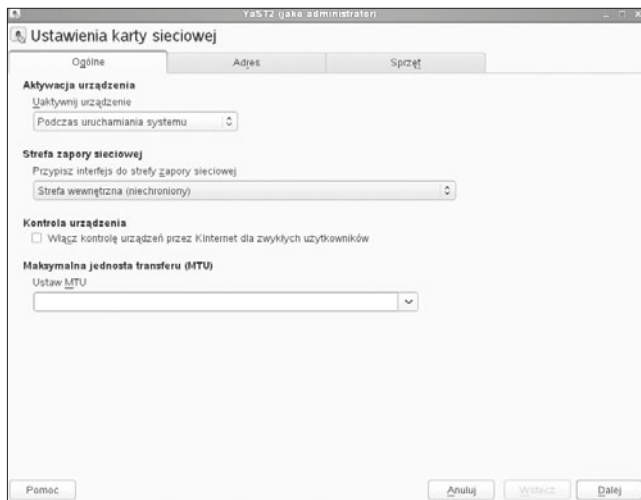 YaST2 (jako administrator)
Ustawienia karty sieciowej
Ogólne Adres Sprzęt
Aktywacja urządzenia
Uaktywnij urządzenie
Podczas uruchamiania systemu
Strefa zapory sieciowej
Przypisz interfejs do strefy zapory sieciowej
Strefa wewnętrzna (niechroniony)
Kontrola urządzenia
Włącz kontrolę urządzeń przez KInternet dla zwykłych użytkowników
Maksymalna jednosta transferu (MTU)
Ustaw MTU
Pomoc Anuluj Wstecz Dalej